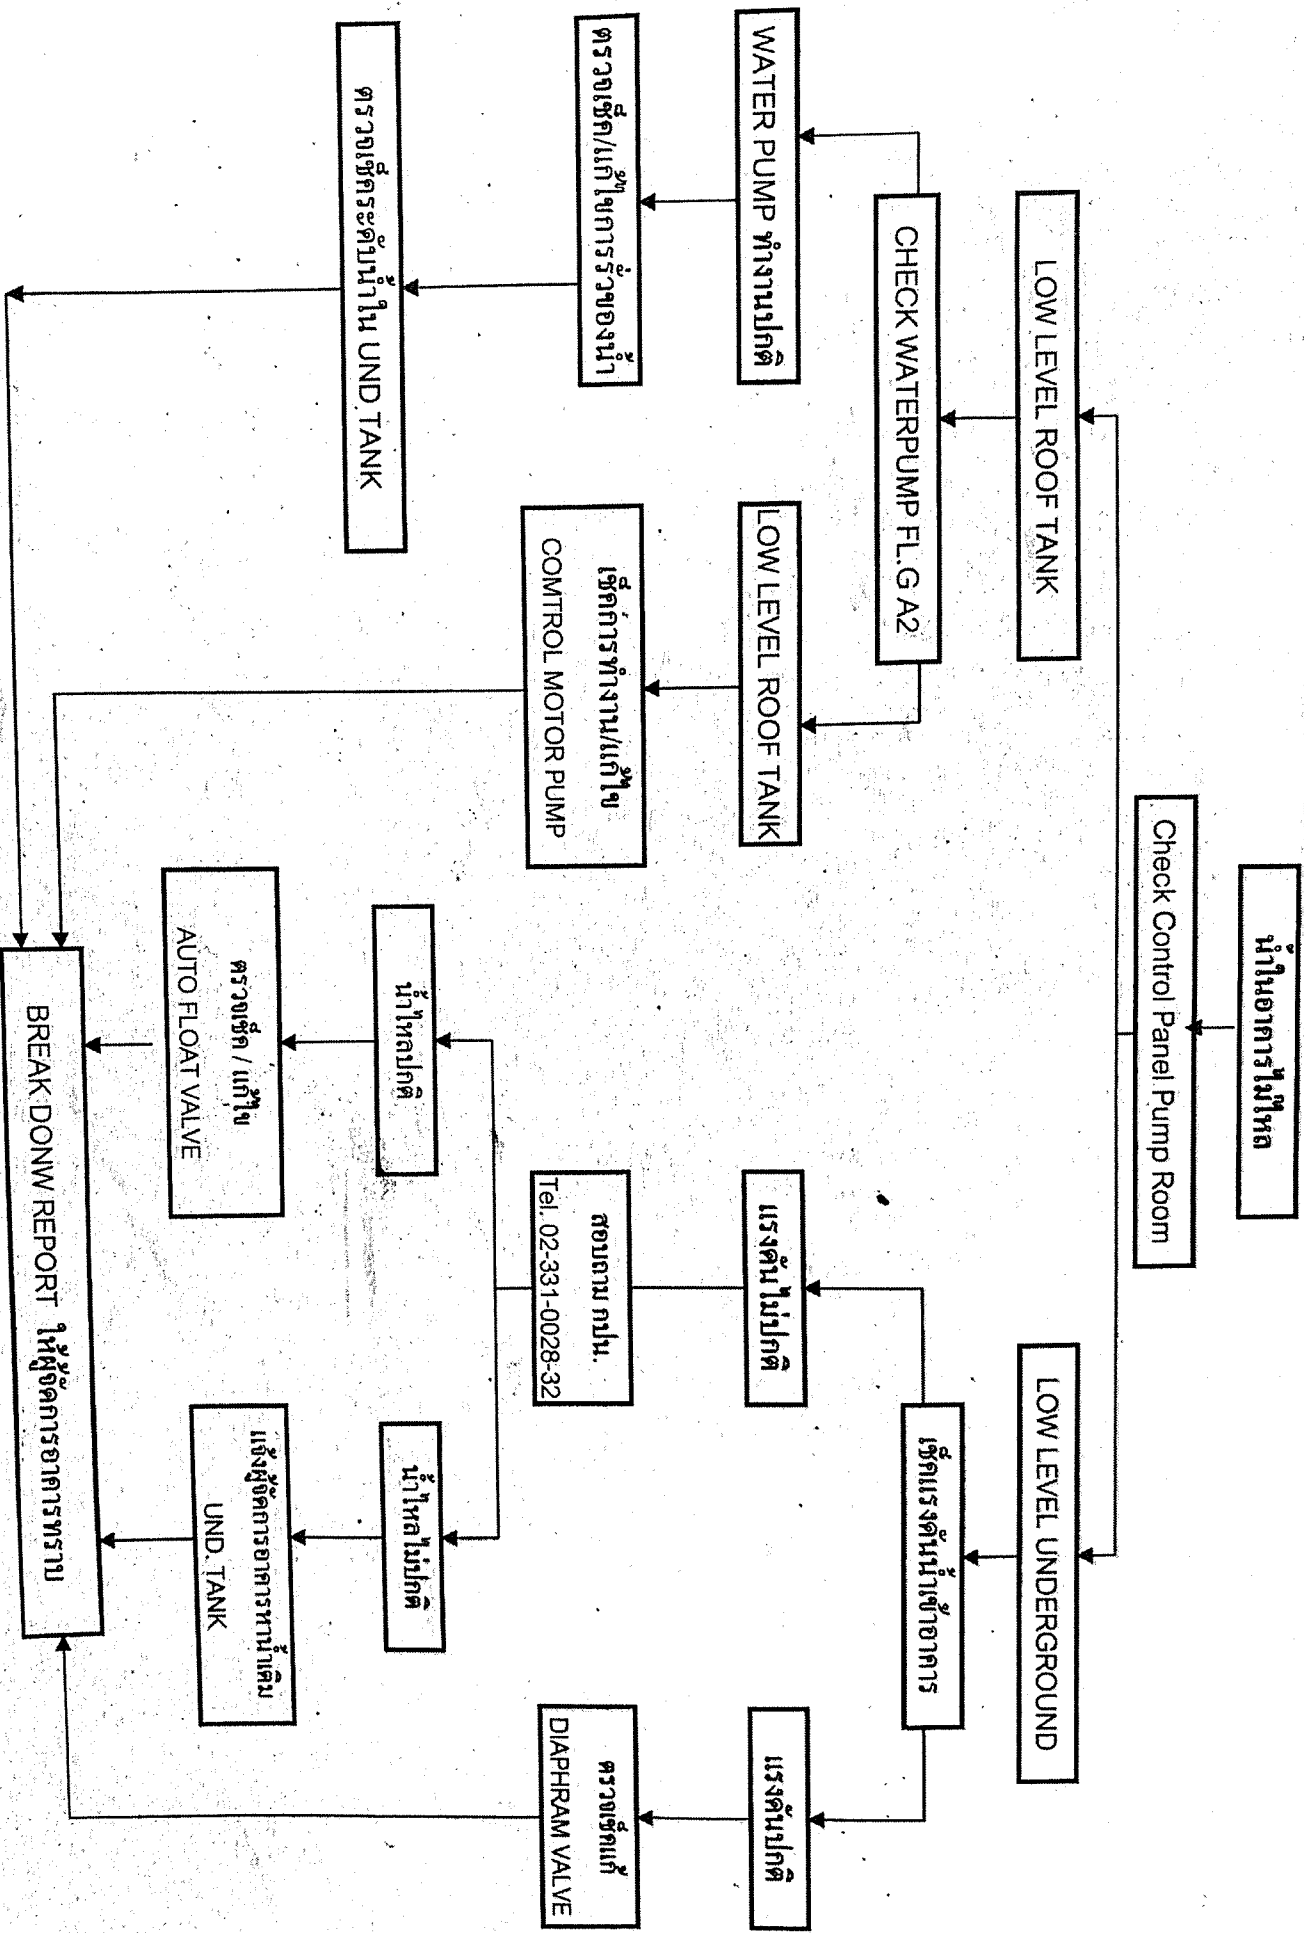 น้ำในอาคารไม่ไหล
Check Control Panel Pump Room
LOW LEVEL ROOF TANK
LOW LEVEL UNDERGROUND
CHECK WATERPUMP FL.G A2
เช็คแรงดันน้ำเข้าอาคาร
WATER PUMP ทำงานปกติ
LOW LEVEL ROOF TANK
แรงดันไม่ปกติ
แรงดันปกติ
ตรวจเช็ค/แก้ไขการรั่วของน้ำ
เช็คการทำงาน/แก้ไข
COMTROL MOTOR PUMP
สอบถาม กปน.
Tel. 02-331-0028-32
ตรวจเช็คแก้
DIAPHRAM VALVE
ตรวจเช็คระดับน้ำใน UND.TANK
น้ำไหลปกติ
น้ำไหลไม่ปกติ
ตรวจเช็ค / แก้ไข
AUTO FLOAT VALVE
แจ้งผู้จัดการอาคารหาน้ำเติม
UND. TANK
BREAK DONW REPORT ให้ผู้จัดการอาคารทราบ